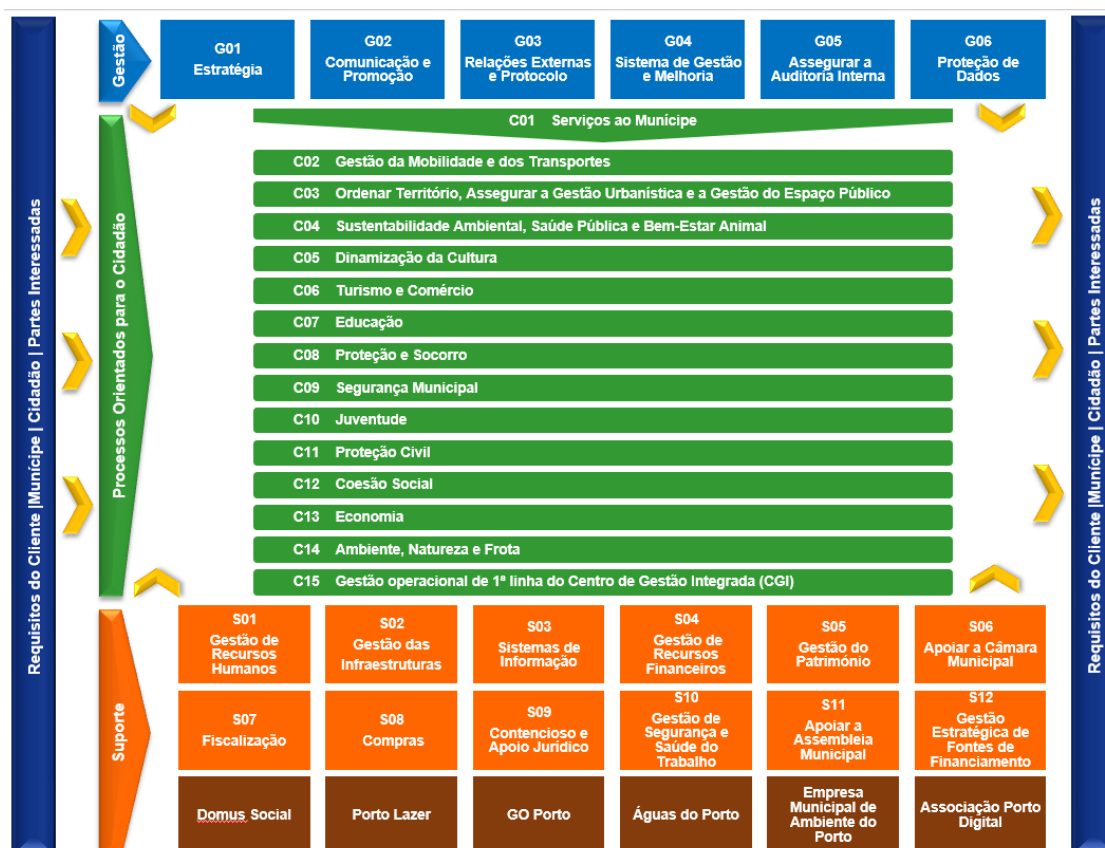 Requisitos do Cliente |Munícipe | Cidadão | Partes Interessadas
Gestão
G01
Estratégia
G02
Comunicação e
Promoção
G03
Relações Externas
e Protocolo
G04
Sistema de Gestão
e Melhoria
G05
Assegurar a
Auditoria Interna
G06
Proteção de
Dados
Processos Orientados para o Cidadão
C01 Serviços ao Munícipe
C02 Gestão da Mobilidade e dos Transportes
C03 Ordenar Território, Assegurar a Gestão Urbanística e a Gestão do Espaço Público
C04 Sustentabilidade Ambiental, Saúde Pública e Bem-Estar Animal
C05 Dinamização da Cultura
C06 Turismo e Comércio
C07 Educação
C08 Proteção e Socorro
C09 Segurança Municipal
C10 Juventude
C11 Proteção Civil
C12 Coesão Social
C13 Economia
C14 Ambiente, Natureza e Frota
C15 Gestão operacional de 1ª linha do Centro de Gestão Integrada (CGI)
Suporte
S01
Gestão de
Recursos
Humanos
S02
Gestão das
Infraestruturas
S03
Sistemas de
Informação
S04
Gestão de
Recursos
Financeiros
S05
Gestão do
Património
S06
Apoiar a Câmara
Municipal
S07
Fiscalização
S08
Compras
S09
Contencioso e
Apoio Jurídico
S10
Gestão de
Segurança e
Saúde do
Trabalho
S11
Apoiar a
Assembleia
Municipal
S12
Gestão
Estratégica de
Fontes de
Financiamento
Domus Social
Porto Lazer
GO Porto
Águas do Porto
Empresa
Municipal de
Ambiente do
Porto
Associação Porto
Digital
Requisitos do Cliente |Munícipe | Cidadão | Partes Interessadas